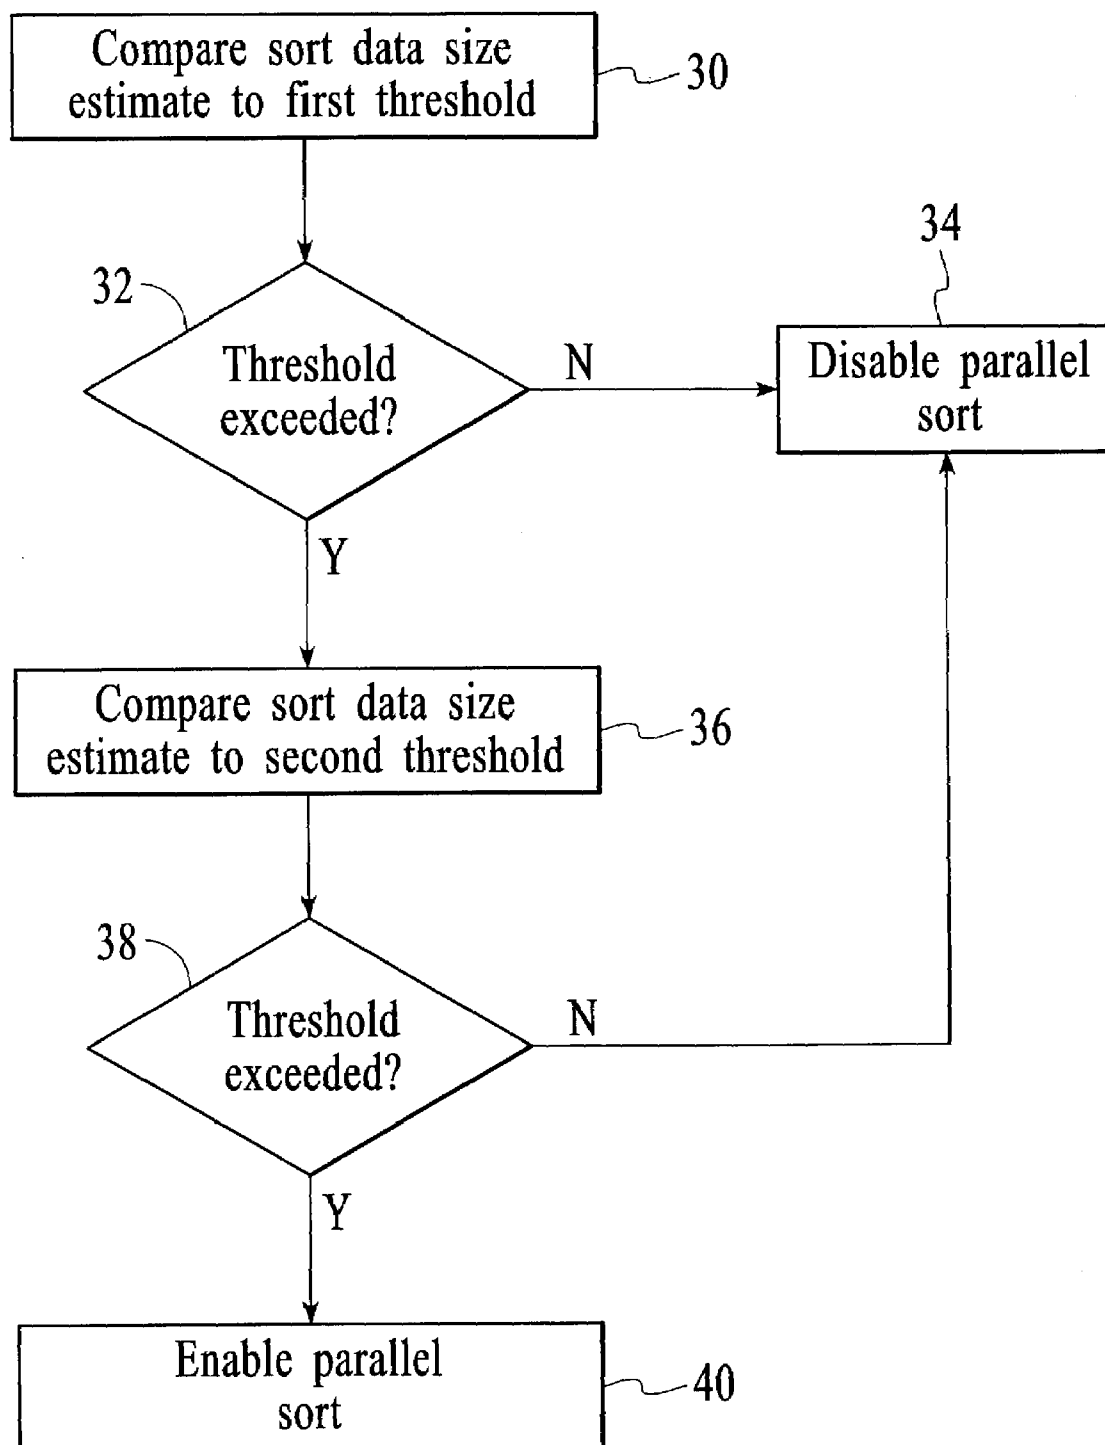 Compare sort data size
estimate to first threshold
30
32
Threshold
exceeded?
N
34
Disable parallel
sort
Y
Compare sort data size
estimate to second threshold
36
38
Threshold
exceeded?
N
Y
Enable parallel
sort
40